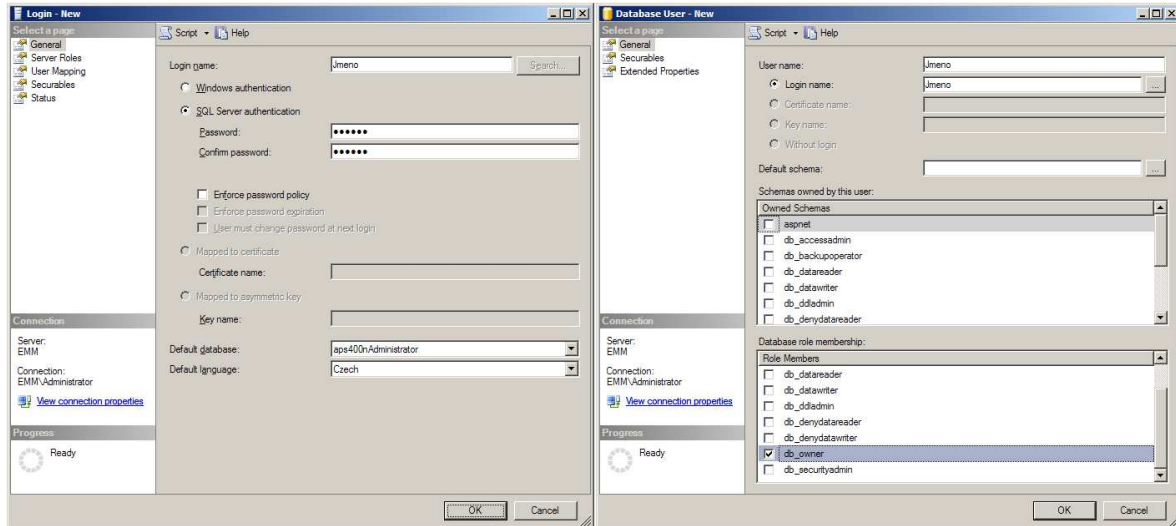 Login - New
Select a page
General
Server Roles
User Mapping
Securables
Status
Connection
Server:
EMM
Connection:
EMM\Administrator
View connection properties
Progress
Ready
Script Help
Login name: Jmeno Search...
Windows authentication
SQL Server authentication
Password: ●●●●●●
Confirm password: ●●●●●●
Enforce password policy
Enforce password expiration
User must change password at next login
Mapped to certificate
Certificate name:
Mapped to asymmetric key
Key name:
Default database: aps400nAdministrator
Default language: Czech
OK Cancel
Database User - New
Select a page
General
Securables
Extended Properties
Connection
Server:
EMM
Connection:
EMM\Administrator
View connection properties
Progress
Ready
Script Help
User name: Jmeno
Login name: Jmeno ...
Certificate name:
Key name:
Without login
Default schema: ...
Schemas owned by this user:
Owned Schemas
aspnet
db_accessadmin
db_backupoperator
db_datareader
db_datawriter
db_ddladmin
db_denydatareader
Database role membership:
Role Members
db_datareader
db_datawriter
db_ddladmin
db_denydatareader
db_denydatawriter
db_owner
db_securityadmin
OK Cancel